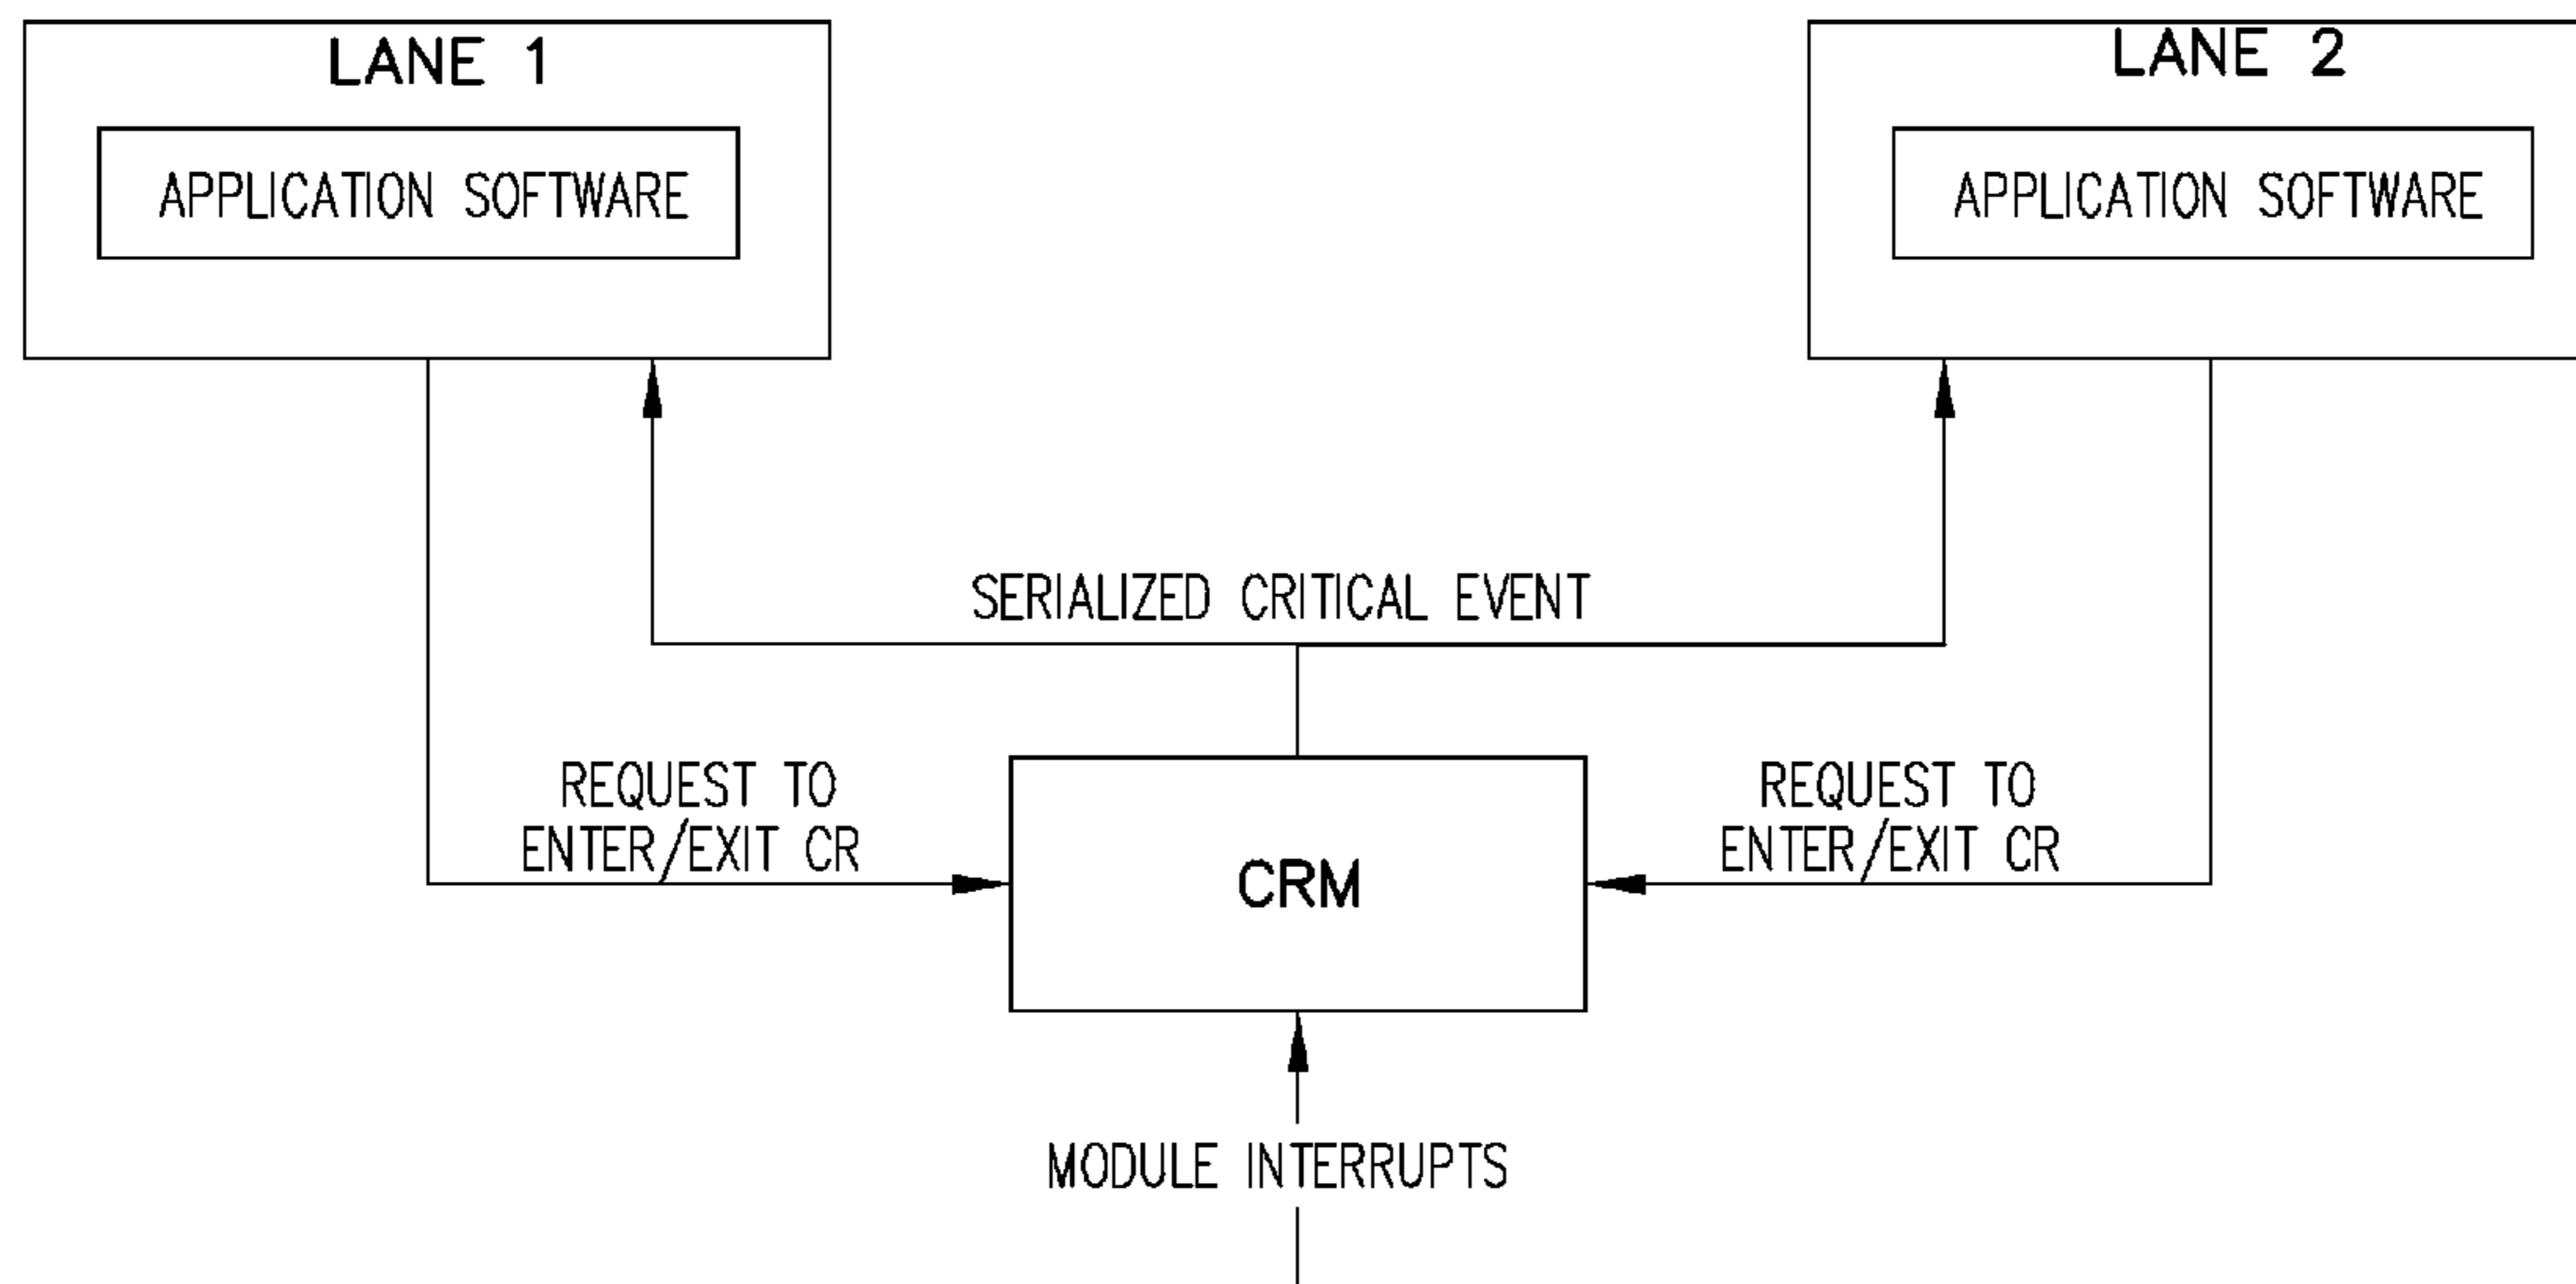 LANE 1
LANE 2
APPLICATION SOFTWARE
APPLICATION SOFTWARE
SERIALIZED CRITICAL EVENT
REQUEST TO
ENTER/EXIT CR
REQUEST TO
ENTER/EXIT CR
CRM
MODULE INTERRUPTS